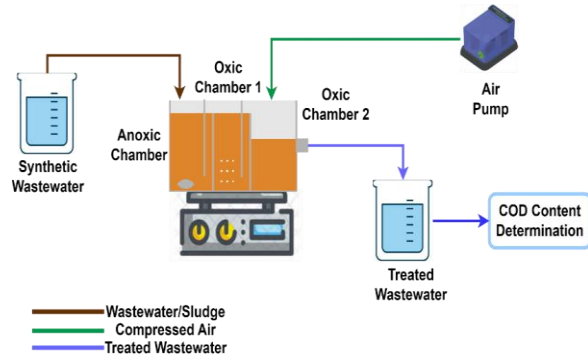 Oxic
Chamber 1
Oxic
Chamber 2
Air
Pump
Anoxic
Chamber
Synthetic
Wastewater
COD Content
Determination
Treated
Wastewater
Wastewater/Sludge
Compressed Air
Treated Wastewater